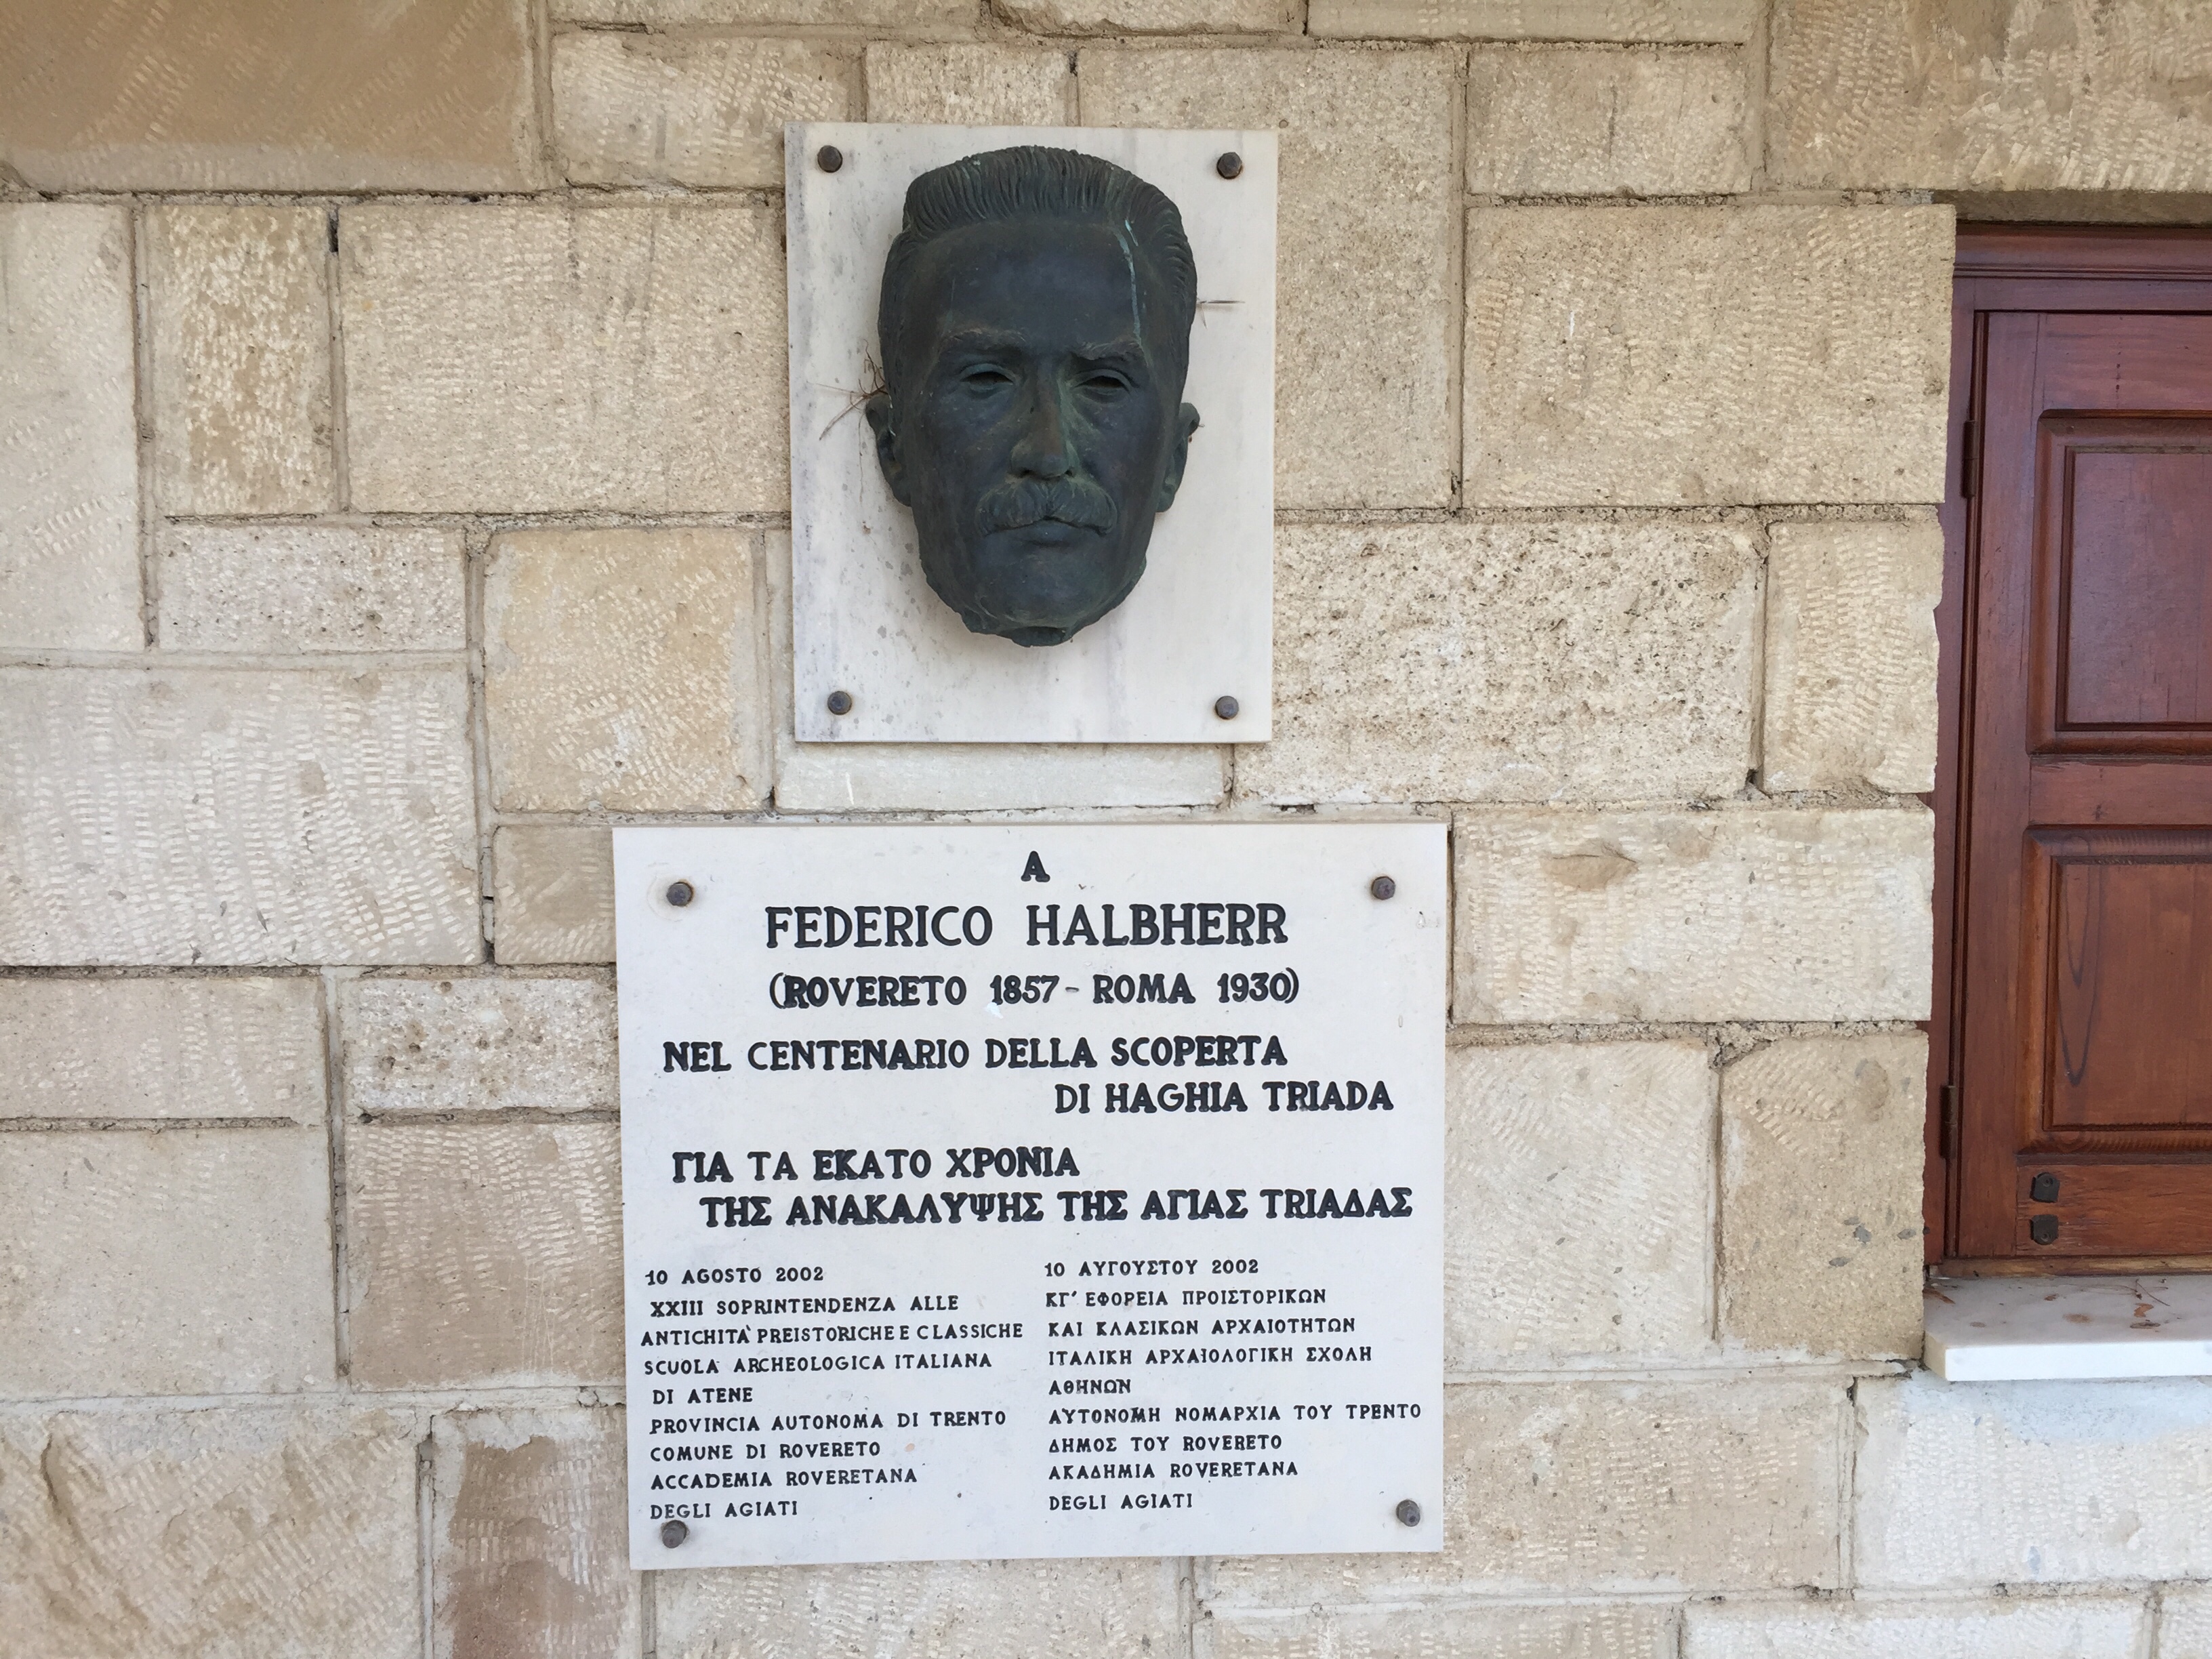 A
FEDERICO HALBHERR
(ROVERETO 1857 - ROMA 1930)
NEL CENTENARIO DELLA SCOPERTA
DI HAGHIA TRIADA
ΓΙΑ ΤΑ ΕΚΑΤΟ ΧΡΟΝΙΑ
ΤΗΣ ΑΝΑΚΑΛΥΨΗΣ ΤΗΣ ΑΓΙΑΣ TRIAΔΑΣ
10 AGOSTO 2002
XXIII SOPRINTENDENZA ALLE
ANTICHITA' PREISTORICHE E CLASSICHE
SCUOLA ARCHEOLOGICA ITALIANA
DI ATENE
PROVINCIA AUTONOMA DI TRENTO
COMUNE DI ROVERETO
ACCADEMIA ROVERETANA
DEGLI AGIATI
10 ΑΥΓΟΥΣΤΟΥ 2002
ΚΓ' ΕΦΟΡΕΙΑ ΠΡΟΙΣΤΟΡΙΚΩΝ
ΚΑΙ ΚΛΑΣΙΚΩΝ ΑΡΧΑΙΟΤΗΤΩΝ
ΙΤΑΛΙΚΗ ΑΡΧΑΙΟΛΟΓΙΚΗ ΣΧΟΛΗ
ΑΘΗΝΩΝ
ΑΥΤΟΝΟΜΗ ΝΟΜΑΡΧΙΑ ΤΟΥ ΤΡΕΝΤΟ
ΔΗΜΟΣ ΤΟΥ ROVERETO
ΑΚΑΔΗΜΙΑ ROVERETANA
DEGLI AGIATI